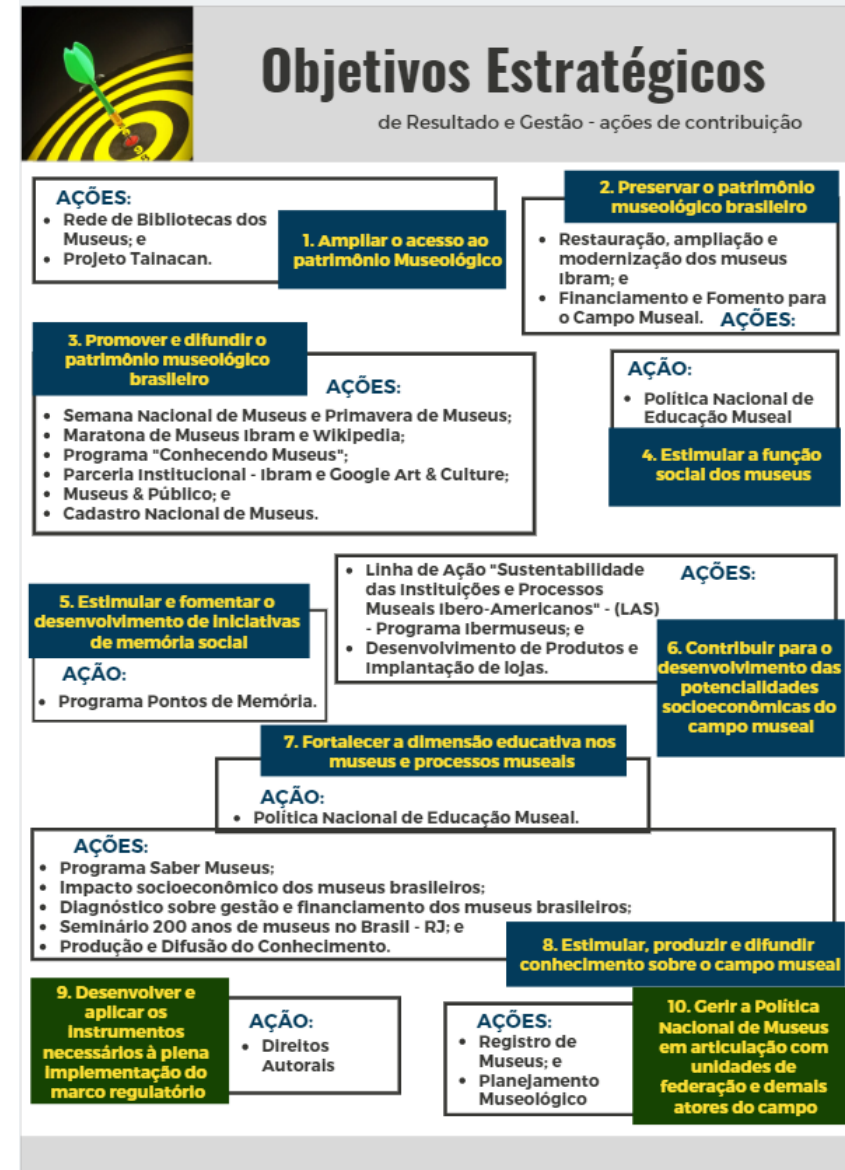 Objetivos Estratégicos
de Resultado e Gestão - ações de contribuição
AÇÕES:
• Rede de Bibliotecas dos
Museus; e
• Projeto Tainacan.
1. Ampliar o acesso ao
patrimônio Museológico
2. Preservar o patrimônio
museológico brasileiro
• Restauração, ampliação e
modernização dos museus
Ibram; e
• Financiamento e Fomento para
o Campo Museal.
AÇÕES:
3. Promover e difundir o
patrimônio museológico
brasileiro
AÇÕES:
• Semana Nacional de Museus e Primavera de Museus;
• Maratona de Museus Ibram e Wikipedia;
• Programa "Conhecendo Museus";
• Parceria Institucional - Ibram e Google Art & Culture;
• Museus & Público; e
• Cadastro Nacional de Museus.
AÇÃO:
• Política Nacional de
Educação Museal
4. Estimular a função
social dos museus
5. Estimular e fomentar o
desenvolvimento de iniciativas
de memória social
AÇÃO:
• Programa Pontos de Memória.
• Linha de Ação "Sustentabilidade
das Instituições e Processos
Museais Ibero-Americanos" - (LAS)
- Programa Ibermuseus; e
• Desenvolvimento de Produtos e
Implantação de lojas.
AÇÕES:
6. Contribuir para o
desenvolvimento das
potencialidades
socioeconômicas do
campo museal
7. Fortalecer a dimensão educativa nos
museus e processos museais
AÇÃO:
• Política Nacional de Educação Museal.
AÇÕES:
• Programa Saber Museus;
• Impacto socioeconômico dos museus brasileiros;
• Diagnóstico sobre gestão e financiamento dos museus brasileiros;
• Seminário 200 anos de museus no Brasil - RJ; e
• Produção e Difusão do Conhecimento.
8. Estimular, produzir e difundir
conhecimento sobre o campo museal
9. Desenvolver e
aplicar os
instrumentos
necessários à plena
implementação do
marco regulatório
AÇÃO:
• Direitos
Autorais
AÇÕES:
• Registro de
Museus; e
• Planejamento
Museológico
10. Gerir a Política
Nacional de Museus
em articulação com
unidades de
federação e demais
atores do campo